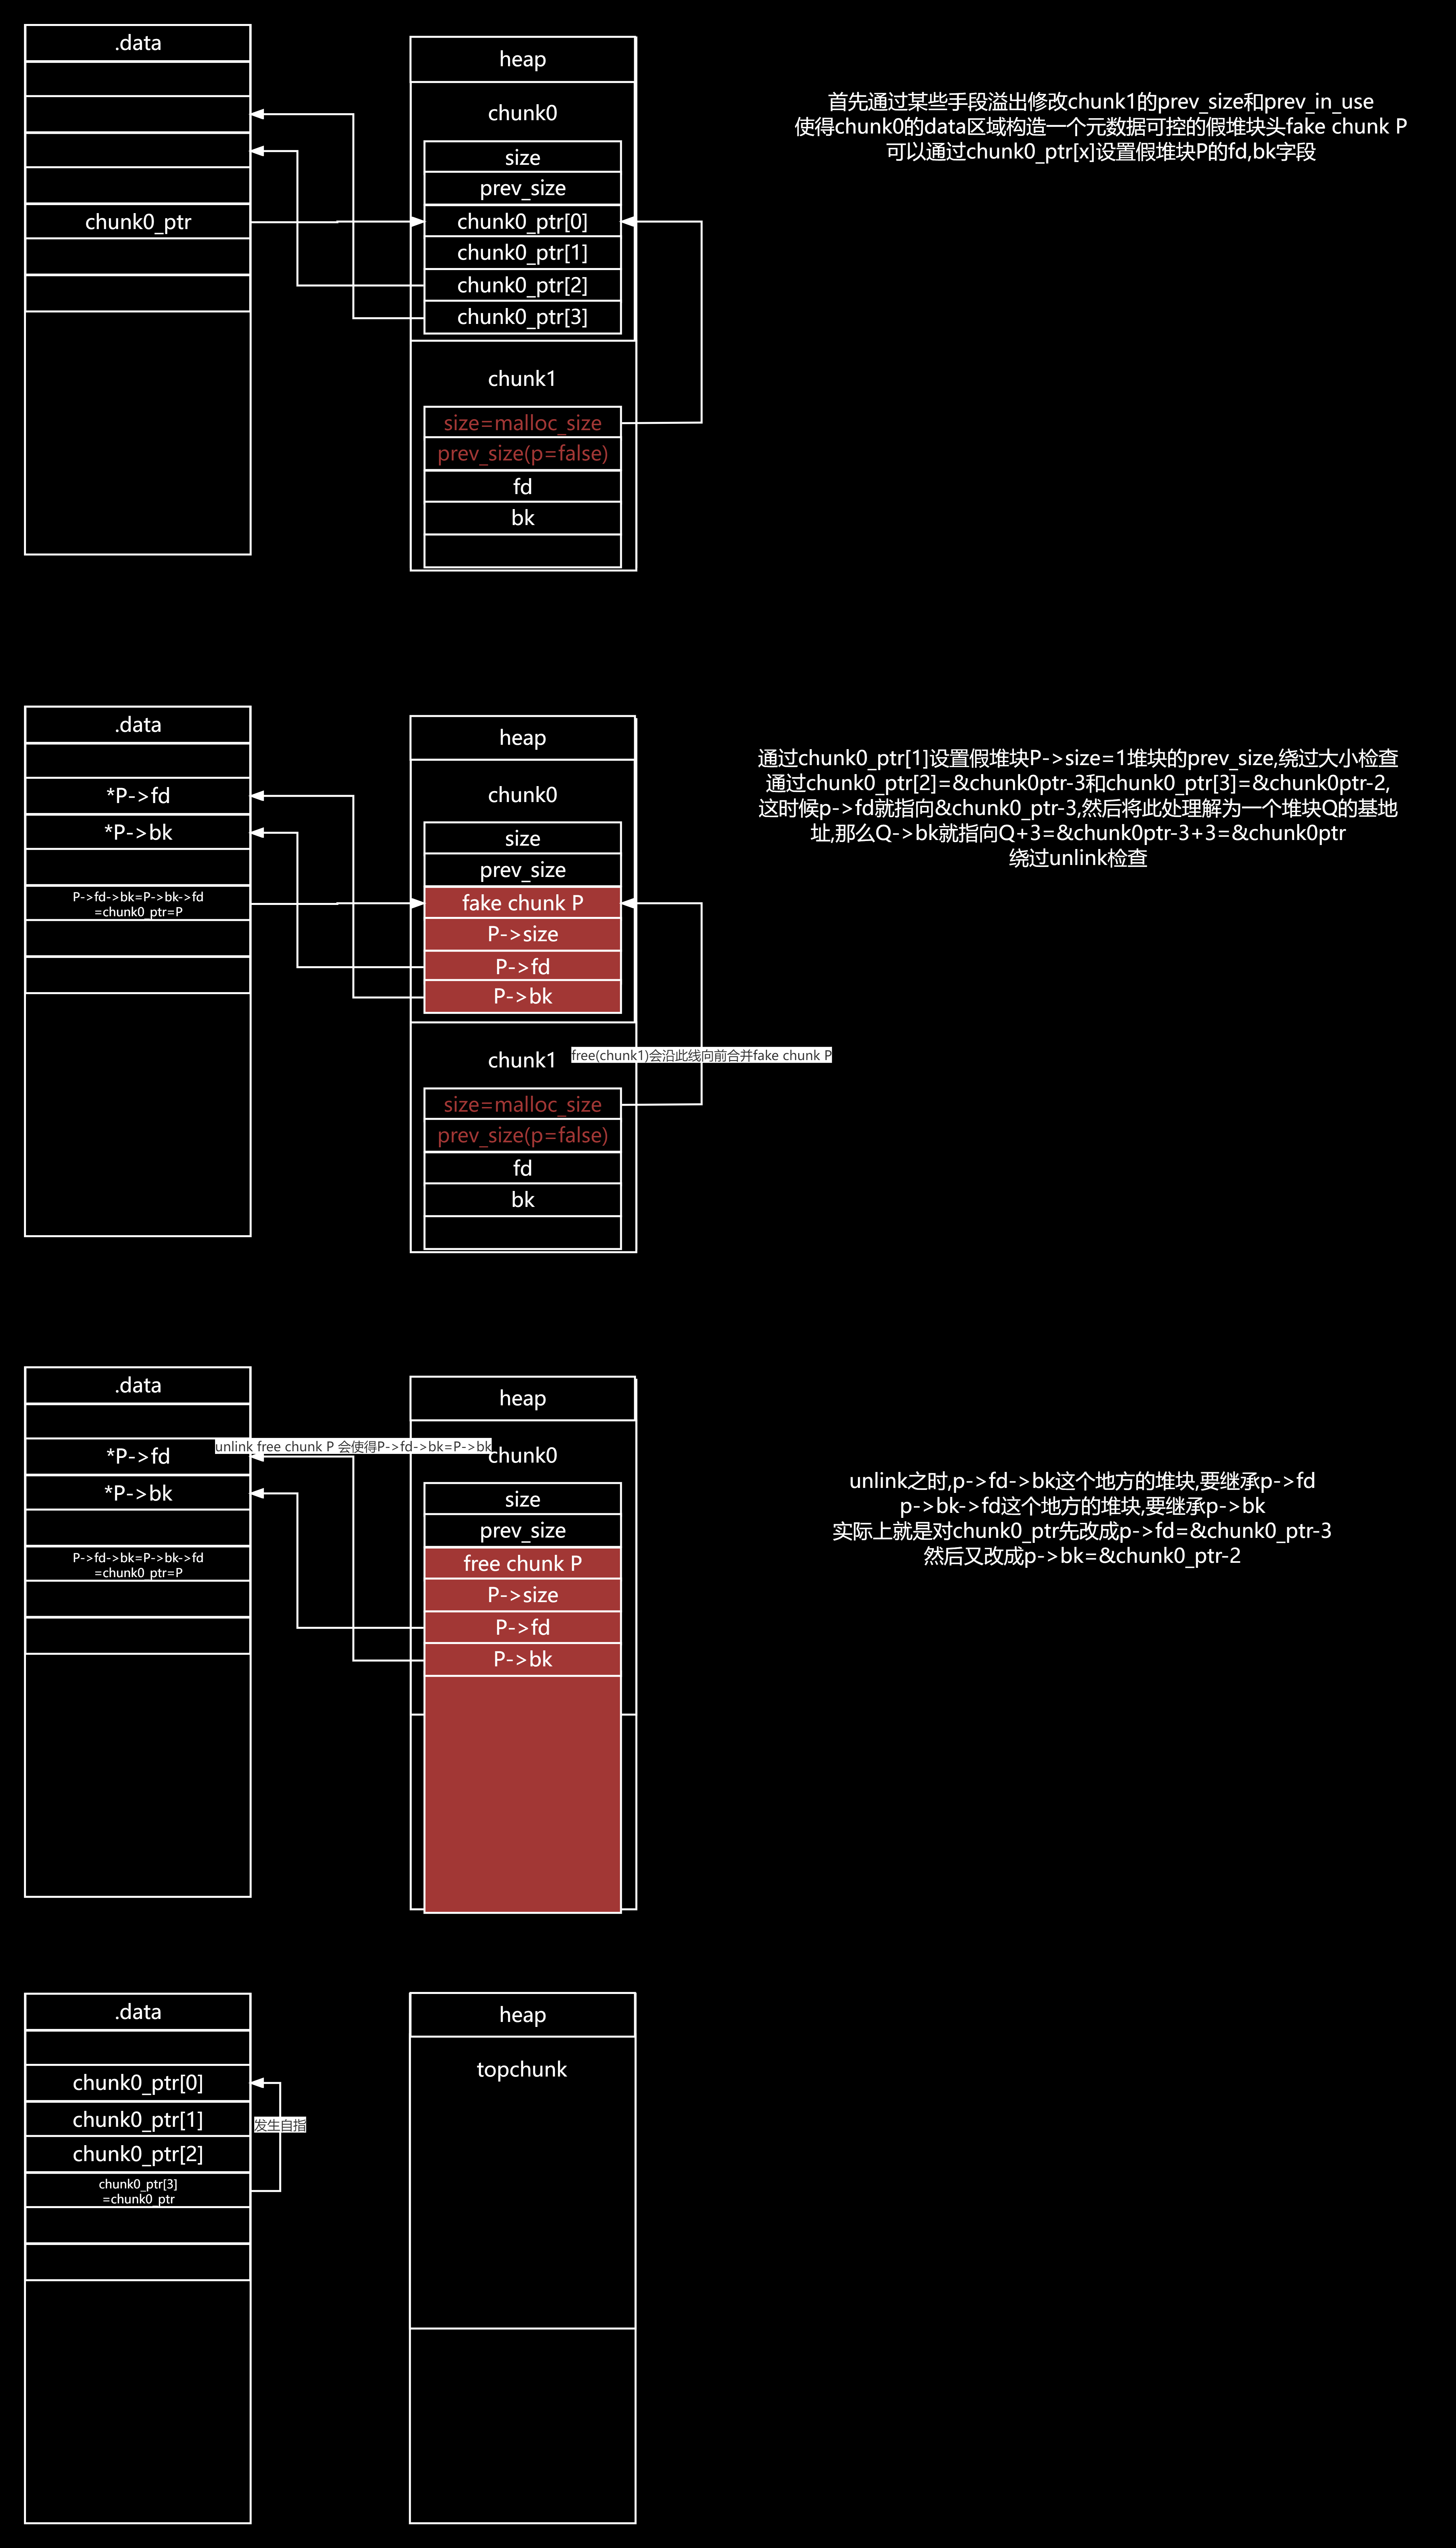 .data
chunk0_ptr
heap
chunk0
size
prev_size
chunk0_ptr[0]
chunk0_ptr[1]
chunk0_ptr[2]
chunk0_ptr[3]
chunk1
size=malloc_size
prev_size(p=false)
fd
bk
首先通过某些手段溢出修改chunk1的prev_size和prev_in_use
使得chunk0的data区域构造一个元数据可控的假堆块头fake chunk P
可以通过chunk0_ptr[x]设置假堆块P的fd,bk字段
.data
*P->fd
*P->bk
P->fd->bk=P->bk->fd
=chunk0_ptr=P
heap
chunk0
size
prev_size
fake chunk P
P->size
P->fd
P->bk
chunk1
free(chunk1)会沿此线向前合并fake chunk P
size=malloc_size
prev_size(p=false)
fd
bk
通过chunk0_ptr[1]设置假堆块P->size=1堆块的prev_size,绕过大小检查
通过chunk0_ptr[2]=&chunk0ptr-3和chunk0_ptr[3]=&chunk0ptr-2,
这时候p->fd就指向&chunk0_ptr-3,然后将此处理解为一个堆块Q的基地
址,那么Q->bk就指向Q+3=&chunk0ptr-3+3=&chunk0ptr
绕过unlink检查
.data
*P->fd
*P->bk
P->fd->bk=P->bk->fd
=chunk0_ptr=P
unlink free chunk P 会使得P->fd->bk=P->bk
heap
chunk0
size
prev_size
free chunk P
P->size
P->fd
P->bk
unlink之时,p->fd->bk这个地方的堆块,要继承p->fd
p->bk->fd这个地方的堆块,要继承p->bk
实际上就是对chunk0_ptr先改成p->fd=&chunk0_ptr-3
然后又改成p->bk=&chunk0_ptr-2
.data
chunk0_ptr[0]
chunk0_ptr[1]
chunk0_ptr[2]
chunk0_ptr[3]
=chunk0_ptr
发生自指
heap
topchunk